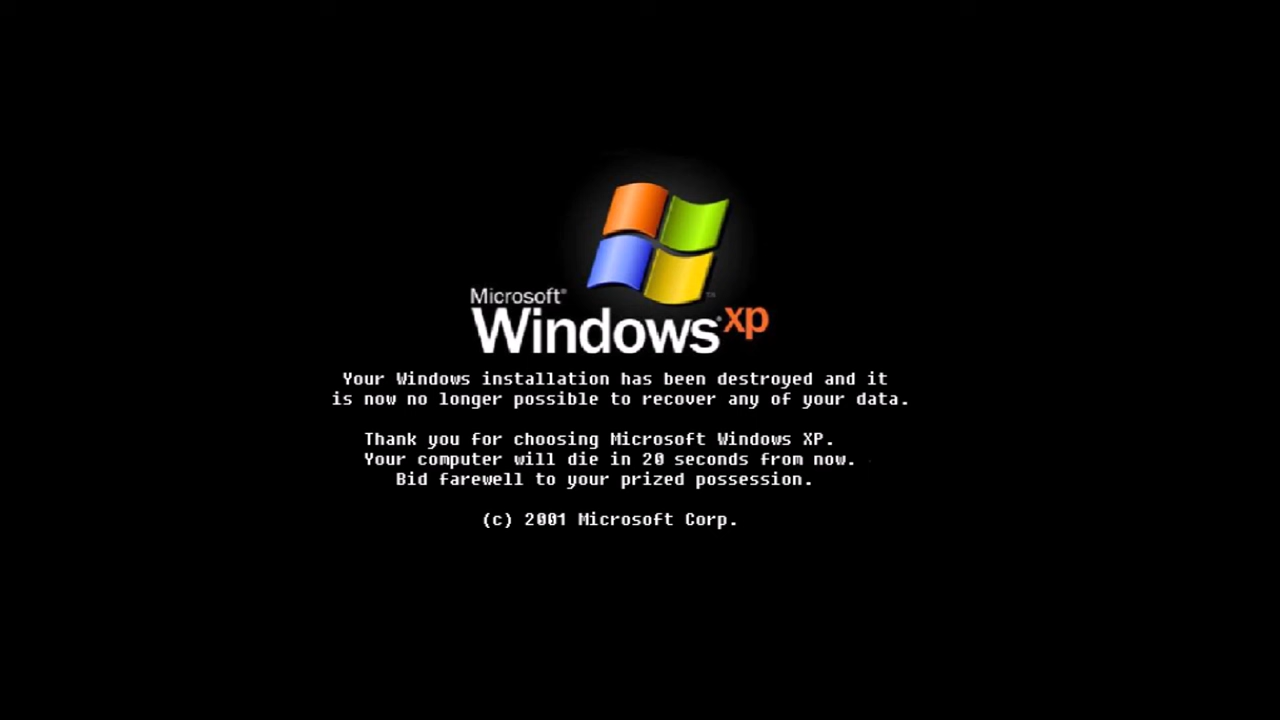 Microsoft®
Windows® xp ™
Your Windows installation has been destroyed and it
is now no longer possible to recover any of your data.
Thank you for choosing Microsoft Windows XP.
Your computer will die in 20 seconds from now.
Bid farewell to your prized possession.
(c) 2001 Microsoft Corp.